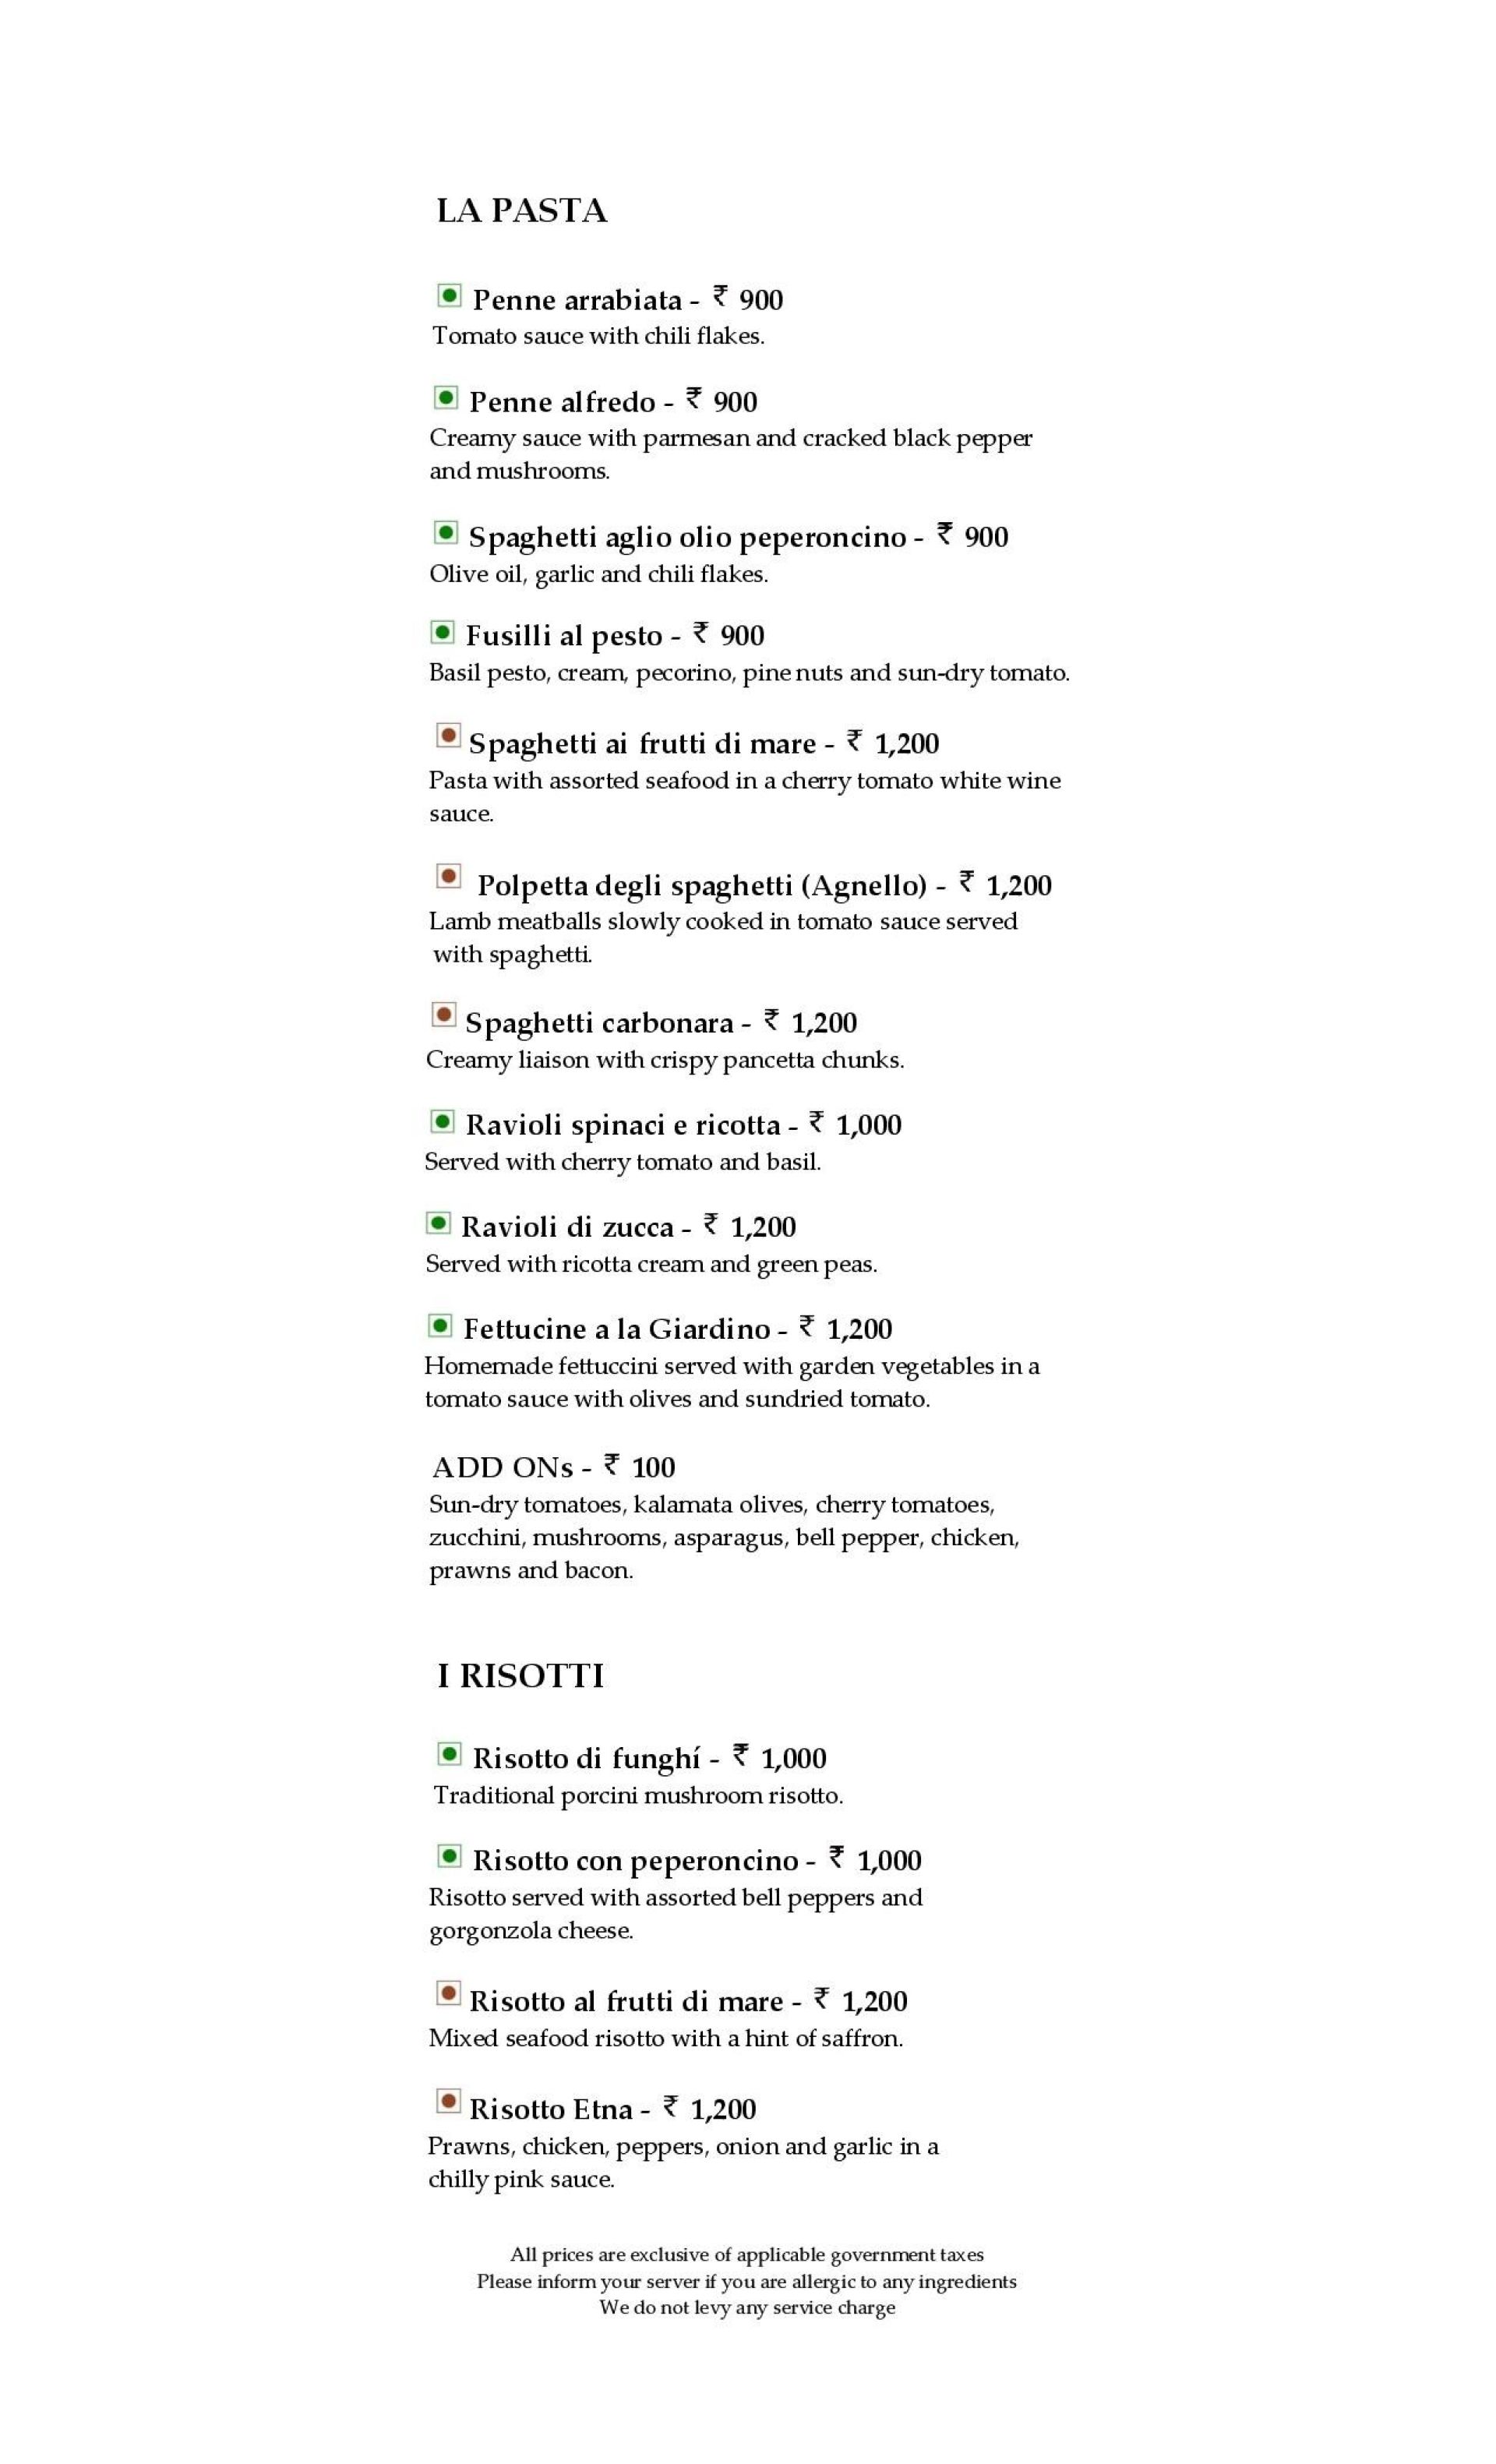 LA PASTA
Penne arrabiata - ₹ 900
Tomato sauce with chili flakes.
Penne alfredo - ₹ 900
Creamy sauce with parmesan and cracked black pepper
and mushrooms.
Spaghetti aglio olio peperoncino - ₹ 900
Olive oil, garlic and chili flakes.
Fusilli al pesto - ₹ 900
Basil pesto, cream, pecorino, pine nuts and sun-dry tomato.
Spaghetti ai frutti di mare - ₹ 1,200
Pasta with assorted seafood in a cherry tomato white wine
sauce.
Polpetta degli spaghetti (Agnello) - ₹ 1,200
Lamb meatballs slowly cooked in tomato sauce served
with spaghetti.
Spaghetti carbonara - ₹ 1,200
Creamy liaison with crispy pancetta chunks.
Ravioli spinaci e ricotta - ₹ 1,000
Served with cherry tomato and basil.
Ravioli di zucca - ₹ 1,200
Served with ricotta cream and green peas.
Fettucine a la Giardino - ₹ 1,200
Homemade fettuccini served with garden vegetables in a
tomato sauce with olives and sundried tomato.
ADD ONs - ₹ 100
Sun-dry tomatoes, kalamata olives, cherry tomatoes,
zucchini, mushrooms, asparagus, bell pepper, chicken,
prawns and bacon.
I RISOTTI
Risotto di funghí - ₹ 1,000
Traditional porcini mushroom risotto.
Risotto con peperoncino - ₹ 1,000
Risotto served with assorted bell peppers and
gorgonzola cheese.
Risotto al frutti di mare - ₹ 1,200
Mixed seafood risotto with a hint of saffron.
Risotto Etna - ₹ 1,200
Prawns, chicken, peppers, onion and garlic in a
chilly pink sauce.
All prices are exclusive of applicable government taxes
Please inform your server if you are allergic to any ingredients
We do not levy any service charge